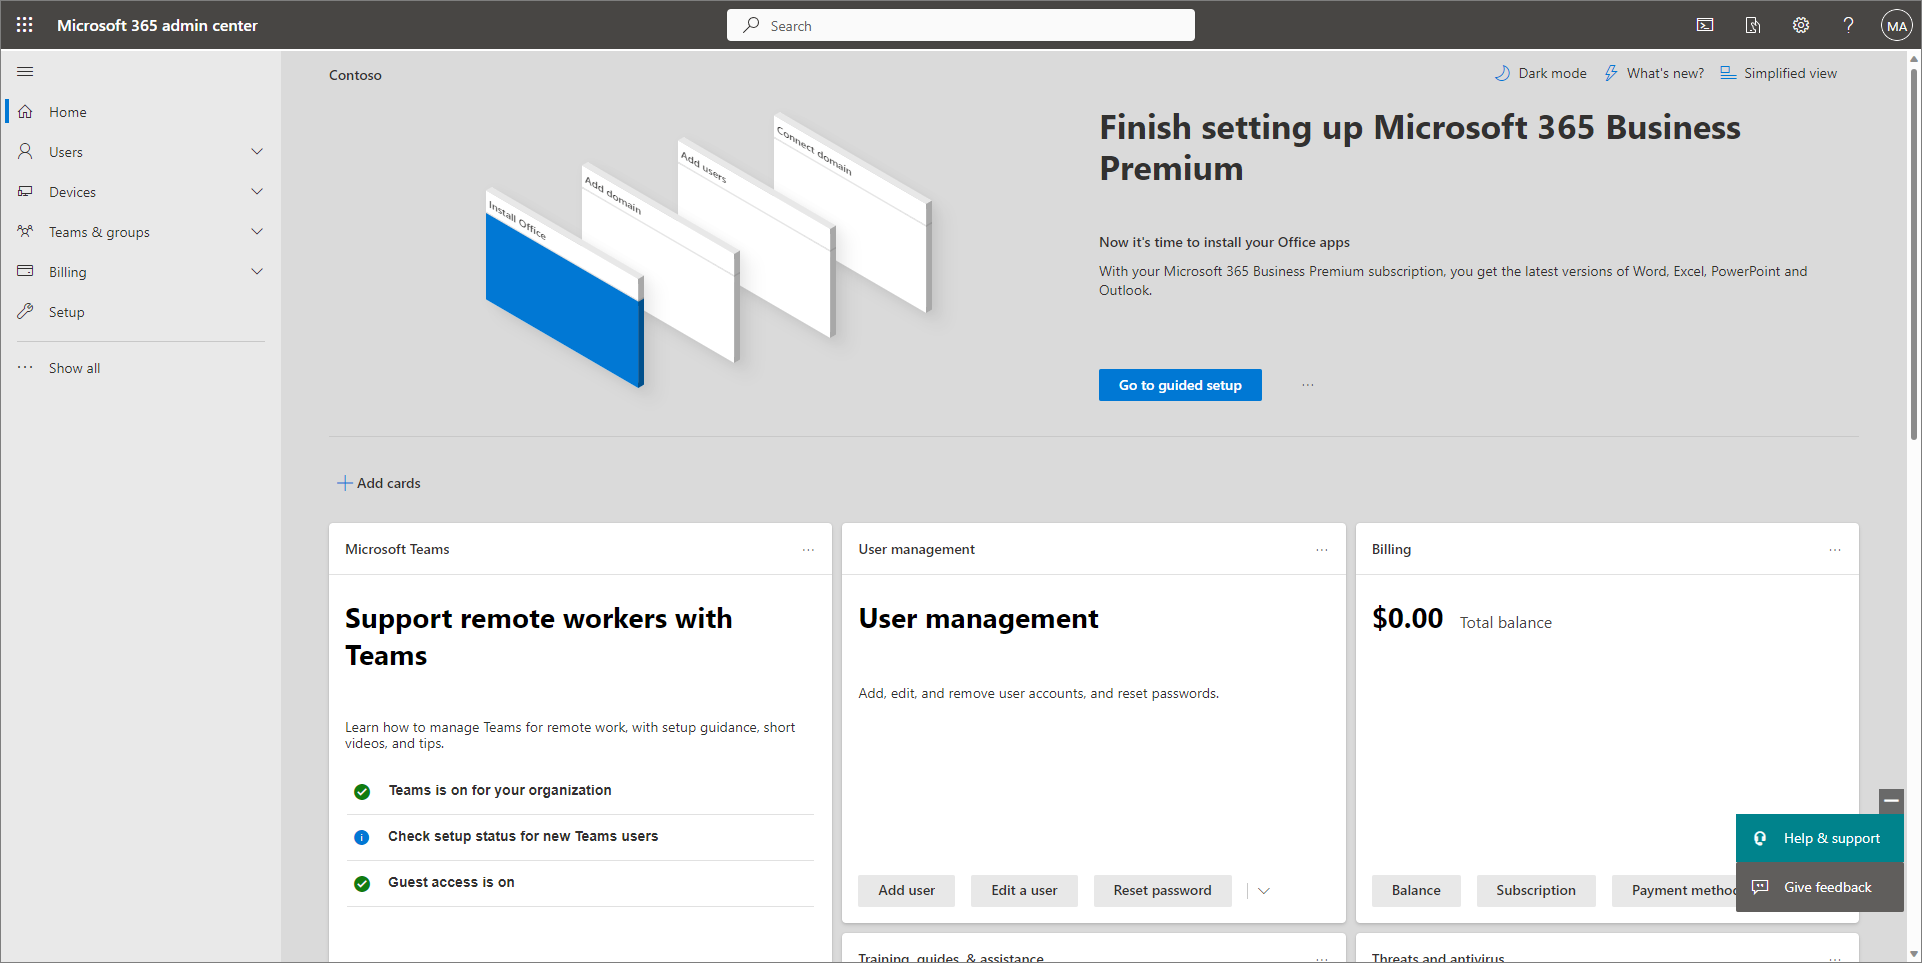 Microsoft 365 admin center
Search
MA
Home
Users
Devices
Teams & groups
Billing
Setup
Show all
Contoso
Dark mode
What's new?
Simplified view
Install Office
Add domain
Add users
Connect domain
Finish setting up Microsoft 365 Business
Premium
Now it's time to install your Office apps
With your Microsoft 365 Business Premium subscription, you get the latest versions of Word, Excel, PowerPoint and
Outlook.
Go to guided setup
Add cards
Microsoft Teams
Support remote workers with
Teams
Learn how to manage Teams for remote work, with setup guidance, short
videos, and tips.
Teams is on for your organization
Check setup status for new Teams users
Guest access is on
User management
User management
Add, edit, and remove user accounts, and reset passwords.
Add user
Edit a user
Reset password
Billing
$0.00 Total balance
Balance
Subscription
Payment
Help & support
Give feedback
Training, guides, & assistance
Threats and antivirus